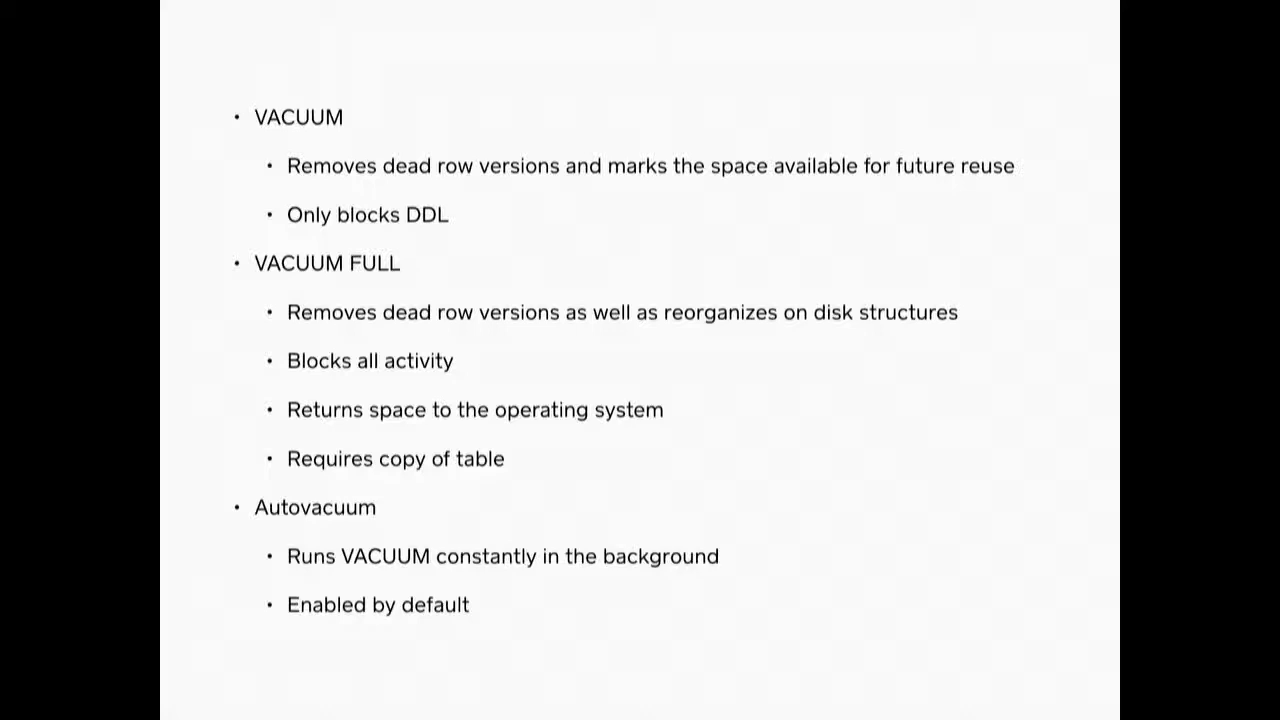 • VACUUM
• Removes dead row versions and marks the space available for future reuse
• Only blocks DDL
• VACUUM FULL
• Removes dead row versions as well as reorganizes on disk structures
• Blocks all activity
• Returns space to the operating system
• Requires copy of table
• Autovacuum
• Runs VACUUM constantly in the background
• Enabled by default